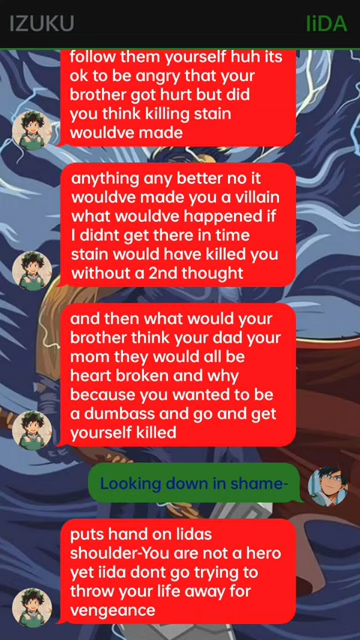 IZUKU
IiDA
follow them yourself huh its
ok to be angry that your
brother got hurt but did
you think killing stain
wouldve made
anything any better no it
wouldve made you a villain
what wouldve happened if
I didnt get there in time
stain would have killed you
without a 2nd thought
and then what would your
brother think your dad your
mom they would all be
heart broken and why
because you wanted to be
a dumbass and go and get
yourself killed
Looking down in shame-
puts hand on Iidas
shoulder-You are not a hero
yet iida dont go trying to
throw your life away for
vengeance